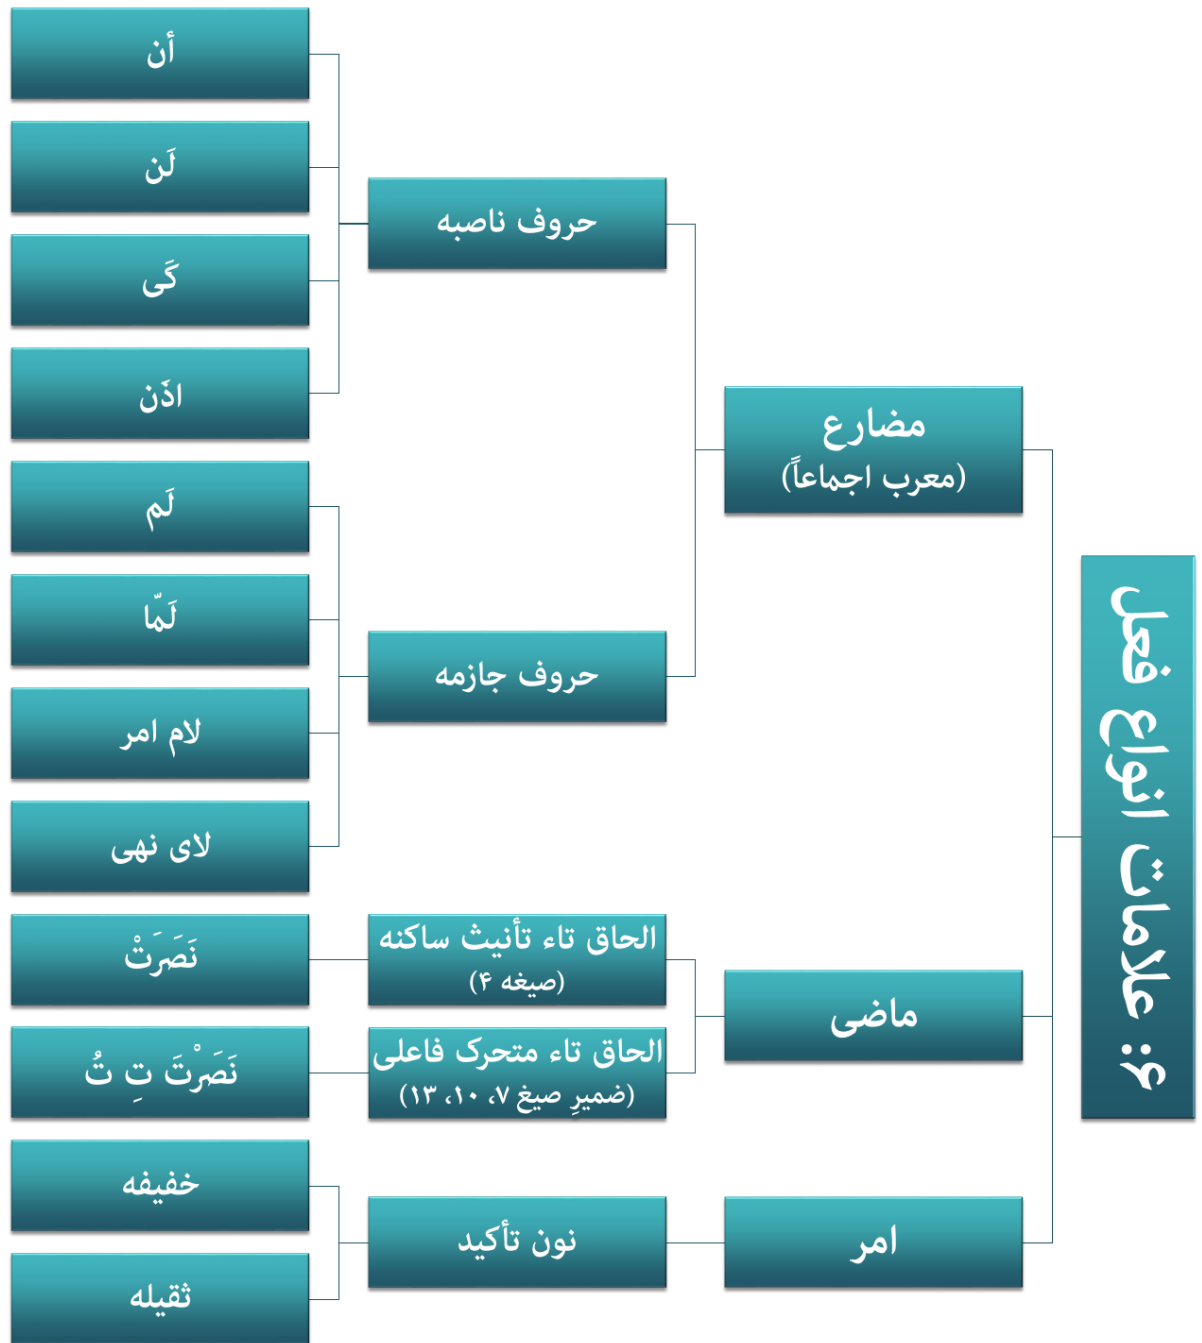 ۶: علامات انواع فعل
مضارع
(معرب اجماعاً)
حروف ناصبه
أن
لَن
کَی
اذَن
حروف جازمه
لَم
لَمّا
لام امر
لای نهی
ماضی
الحاق تاء تأنیث ساکنه
(صیغه ۴)
نَصَرَتْ
الحاق تاء متحرک فاعلی
(ضمیرِ صیغ ۷، ۱۰، ۱۳)
نَصَرْتَ تِ تُ
امر
نون تأکید
خفیفه
ثقیله